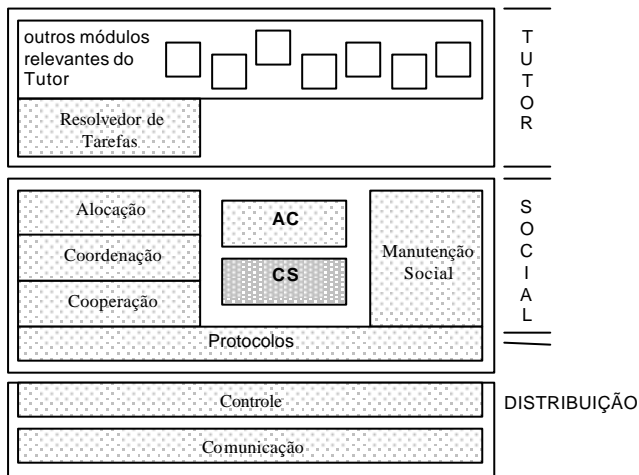 outros módulos
relevantes do
Tutor
Resolvedor de
Tarefas
T
U
T
O
R
Alocação
Coordenação
Cooperação
AC
CS
Manutenção
Social
Protocolos
S
O
C
I
A
L
Controle
Comunicação
DISTRIBUIÇÃO